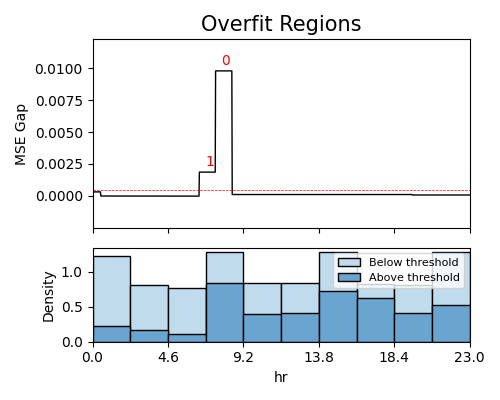 Overfit Regions
MSE Gap
0.0100
0.0075
0.0050
0.0025
0.0000
0
1
Density
1.0
0.5
0.0
Below threshold
Above threshold
0.0 4.6 9.2 13.8 18.4 23.0
hr